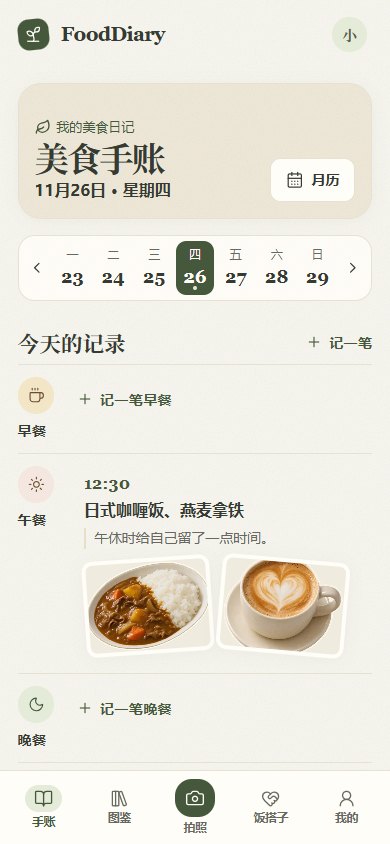 FoodDiary
小
我的美食日记
美食手账
11月26日 • 星期四
月历
一 二 三 四 五 六 日
23 24 25 26 27 28 29
今天的记录
+ 记一笔
早餐
+ 记一笔早餐
午餐
12:30
日式咖喱饭、燕麦拿铁
午休时给自己留了一点时间。
晚餐
+ 记一笔晚餐
手账 图鉴 拍照 饭搭子 我的